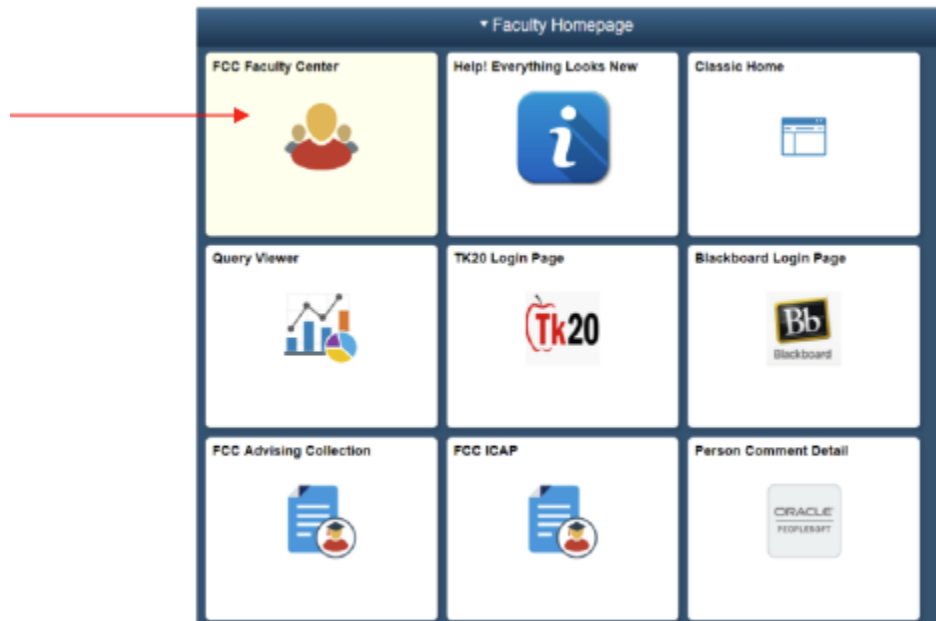 Faculty Homepage
FCC Faculty Center
Help! Everything Looks New
Classic Home
i
Query Viewer
TK20 Login Page
Blackboard Login Page
Tk20
Bb
Blackboard
FCC Advising Collection
FCC ICAP
Person Comment Detail
ORACLE
PEOPLESOFT